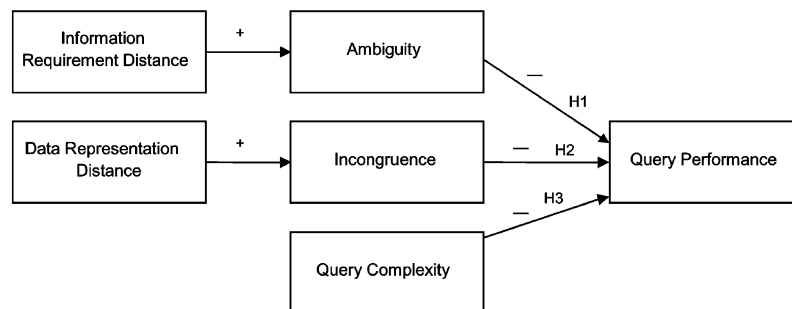 Information
Requirement Distance
+
Ambiguity
—
H1
Data Representation
Distance
+
Incongruence
—
H2
Query Performance
—
H3
Query Complexity